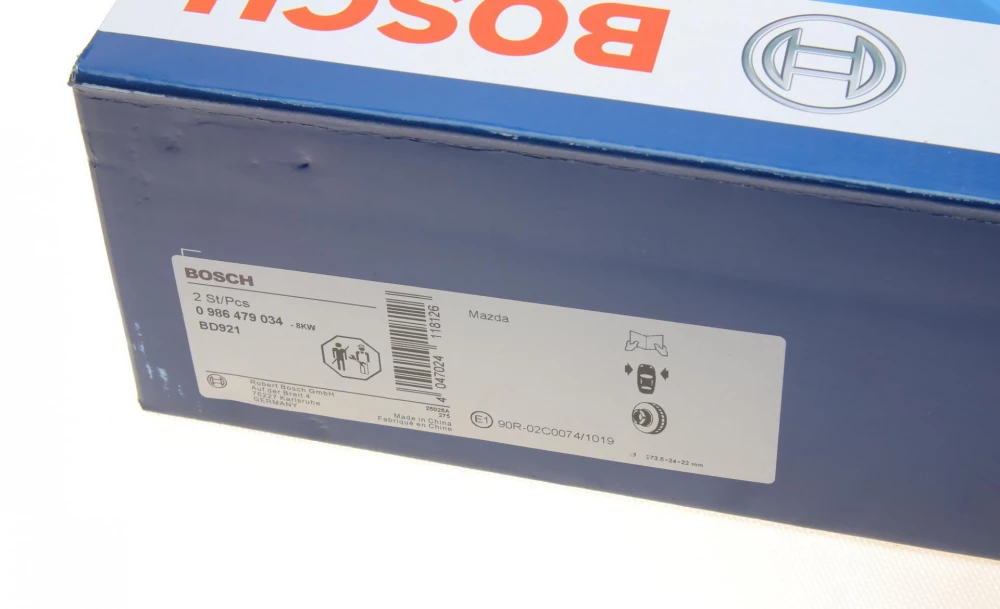 BOSCH
BOSCH
2 St/Pcs
0 986 479 034 - 8KW
BD921
4 047024 118126
Mazda
Robert Bosch GmbH
Auf der Breit 4
76227 Karlsruhe
GERMANY
275
Made in China
Fabriqué en Chine
E1 90R-02C0074/1019